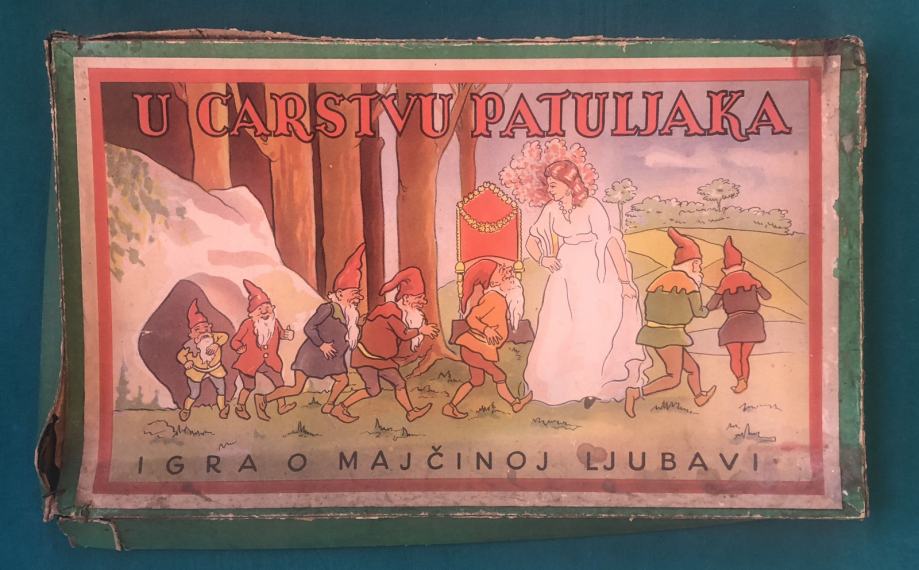 U CARSTVU PATULJAKA
IGRA O MAJČINOJ LJUBAVI